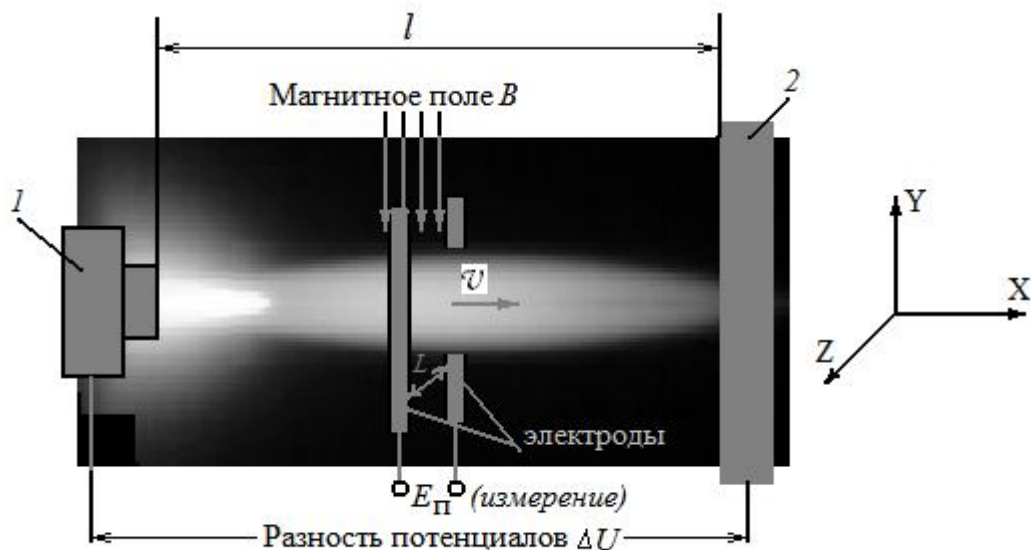 l
Магнитное поле B
2
1
v
Y
X
Z
L
электроды
Eп (измерение)
Разность потенциалов ΔU